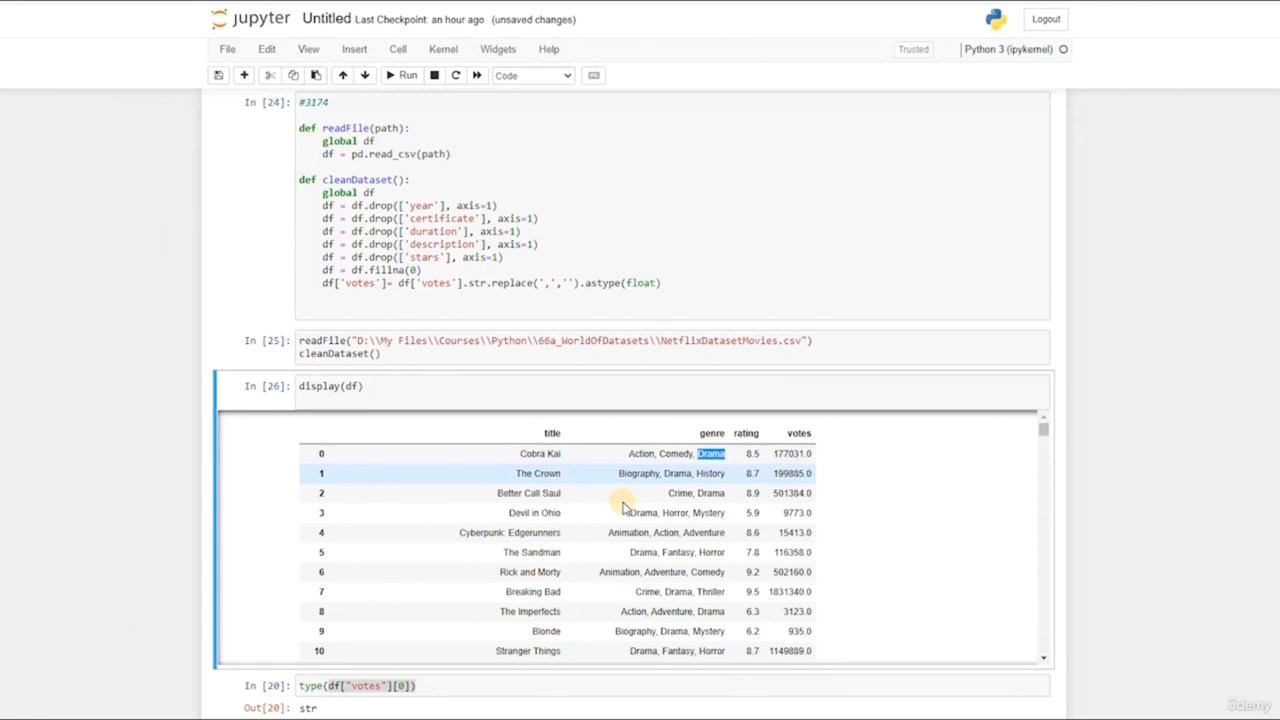 jupyter Untitled Last Checkpoint: an hour ago (unsaved changes) Logout
File Edit View Insert Cell Kernel Widgets Help Trusted Python 3 (ipykernel)
Run Code
In [24]: #3174
def readFile(path):
global df
df = pd.read_csv(path)
def cleanDataset():
global df
df = df.drop(['year'], axis=1)
df = df.drop(['certificate'], axis=1)
df = df.drop(['duration'], axis=1)
df = df.drop(['description'], axis=1)
df = df.drop(['stars'], axis=1)
df = df.fillna(0)
df['votes']= df['votes'].str.replace(',','').astype(float)
In [25]: readFile("D:\\My Files\\Courses\\Python\\66a_WorldOfDatasets\\NetflixDatasetMovies.csv")
cleanDataset()
In [26]: display(df)
title genre rating votes
0 Cobra Kai Action, Comedy, Drama 8.5 177031.0
1 The Crown Biography, Drama, History 8.7 199885.0
2 Better Call Saul Crime, Drama 8.9 501384.0
3 Devil in Ohio Drama, Horror, Mystery 5.9 9773.0
4 Cyberpunk: Edgerunners Animation, Action, Adventure 8.6 15413.0
5 The Sandman Drama, Fantasy, Horror 7.8 116358.0
6 Rick and Morty Animation, Adventure, Comedy 9.2 502160.0
7 Breaking Bad Crime, Drama, Thriller 9.5 1831340.0
8 The Imperfects Action, Adventure, Drama 6.3 3123.0
9 Blonde Biography, Drama, Mystery 6.2 935.0
10 Stranger Things Drama, Fantasy, Horror 8.7 1149889.0
In [20]: type(df["votes"][0])
Out[20]: str
ûdemy